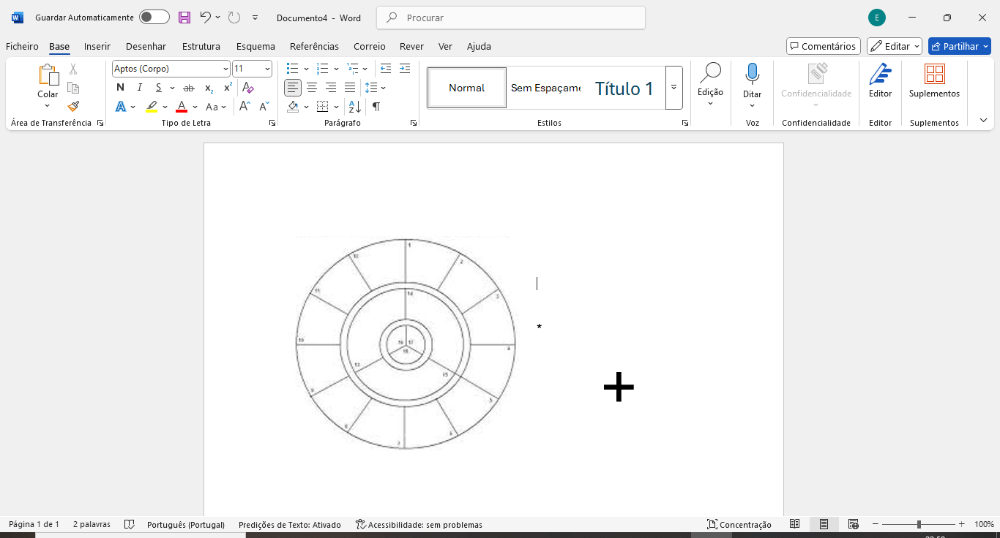 Guardar Automaticamente
Documento4 - Word
Procurar
E
Ficheiro Base Inserir Desenhar Estrutura Esquema Referências Correio Rever Ver Ajuda
Comentários Editar Partilhar
Colar
Área de Transferência
Aptos (Corpo) 11
N I S ab x₂ x² A
A A Aa A A
Tipo de Letra
Parágrafo
Normal
Sem Espaçame
Título 1
Estilos
Edição
Ditar
Voz
Confidencialidade
Confidencialidade
Editor
Editor
Suplementos
Suplementos
1
2
3
4
5
6
7
8
9
10
11
12
13
14
15
16 17
18
*
+
Página 1 de 1 2 palavras Português (Portugal) Predições de Texto: Ativado Acessibilidade: sem problemas Concentração 100%